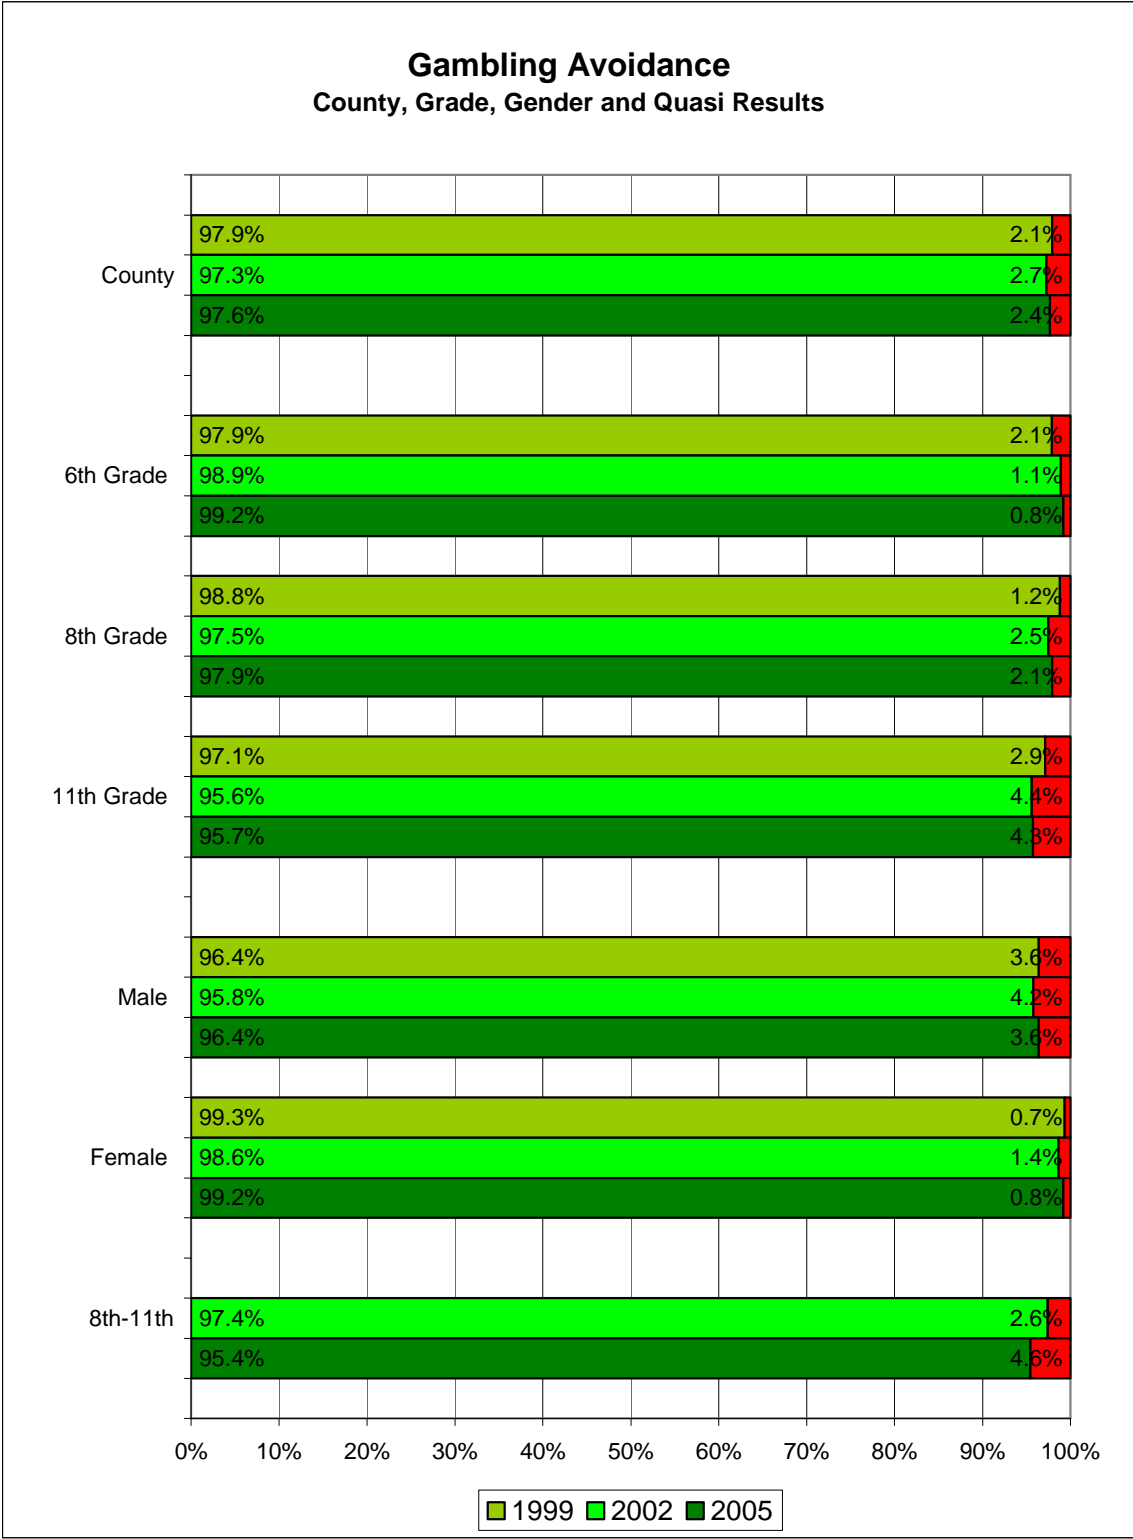 Gambling Avoidance
County, Grade, Gender and Quasi Results
97.9% 2.1%
County 97.3% 2.7%
97.6% 2.4%
97.9% 2.1%
6th Grade 98.9% 1.1%
99.2% 0.8%
98.8% 1.2%
8th Grade 97.5% 2.5%
97.9% 2.1%
97.1% 2.9%
11th Grade 95.6% 4.4%
95.7% 4.3%
96.4% 3.6%
Male 95.8% 4.2%
96.4% 3.6%
99.3% 0.7%
Female 98.6% 1.4%
99.2% 0.8%
8th-11th 97.4% 2.6%
95.4% 4.6%
0% 10% 20% 30% 40% 50% 60% 70% 80% 90% 100%
1999 2002 2005